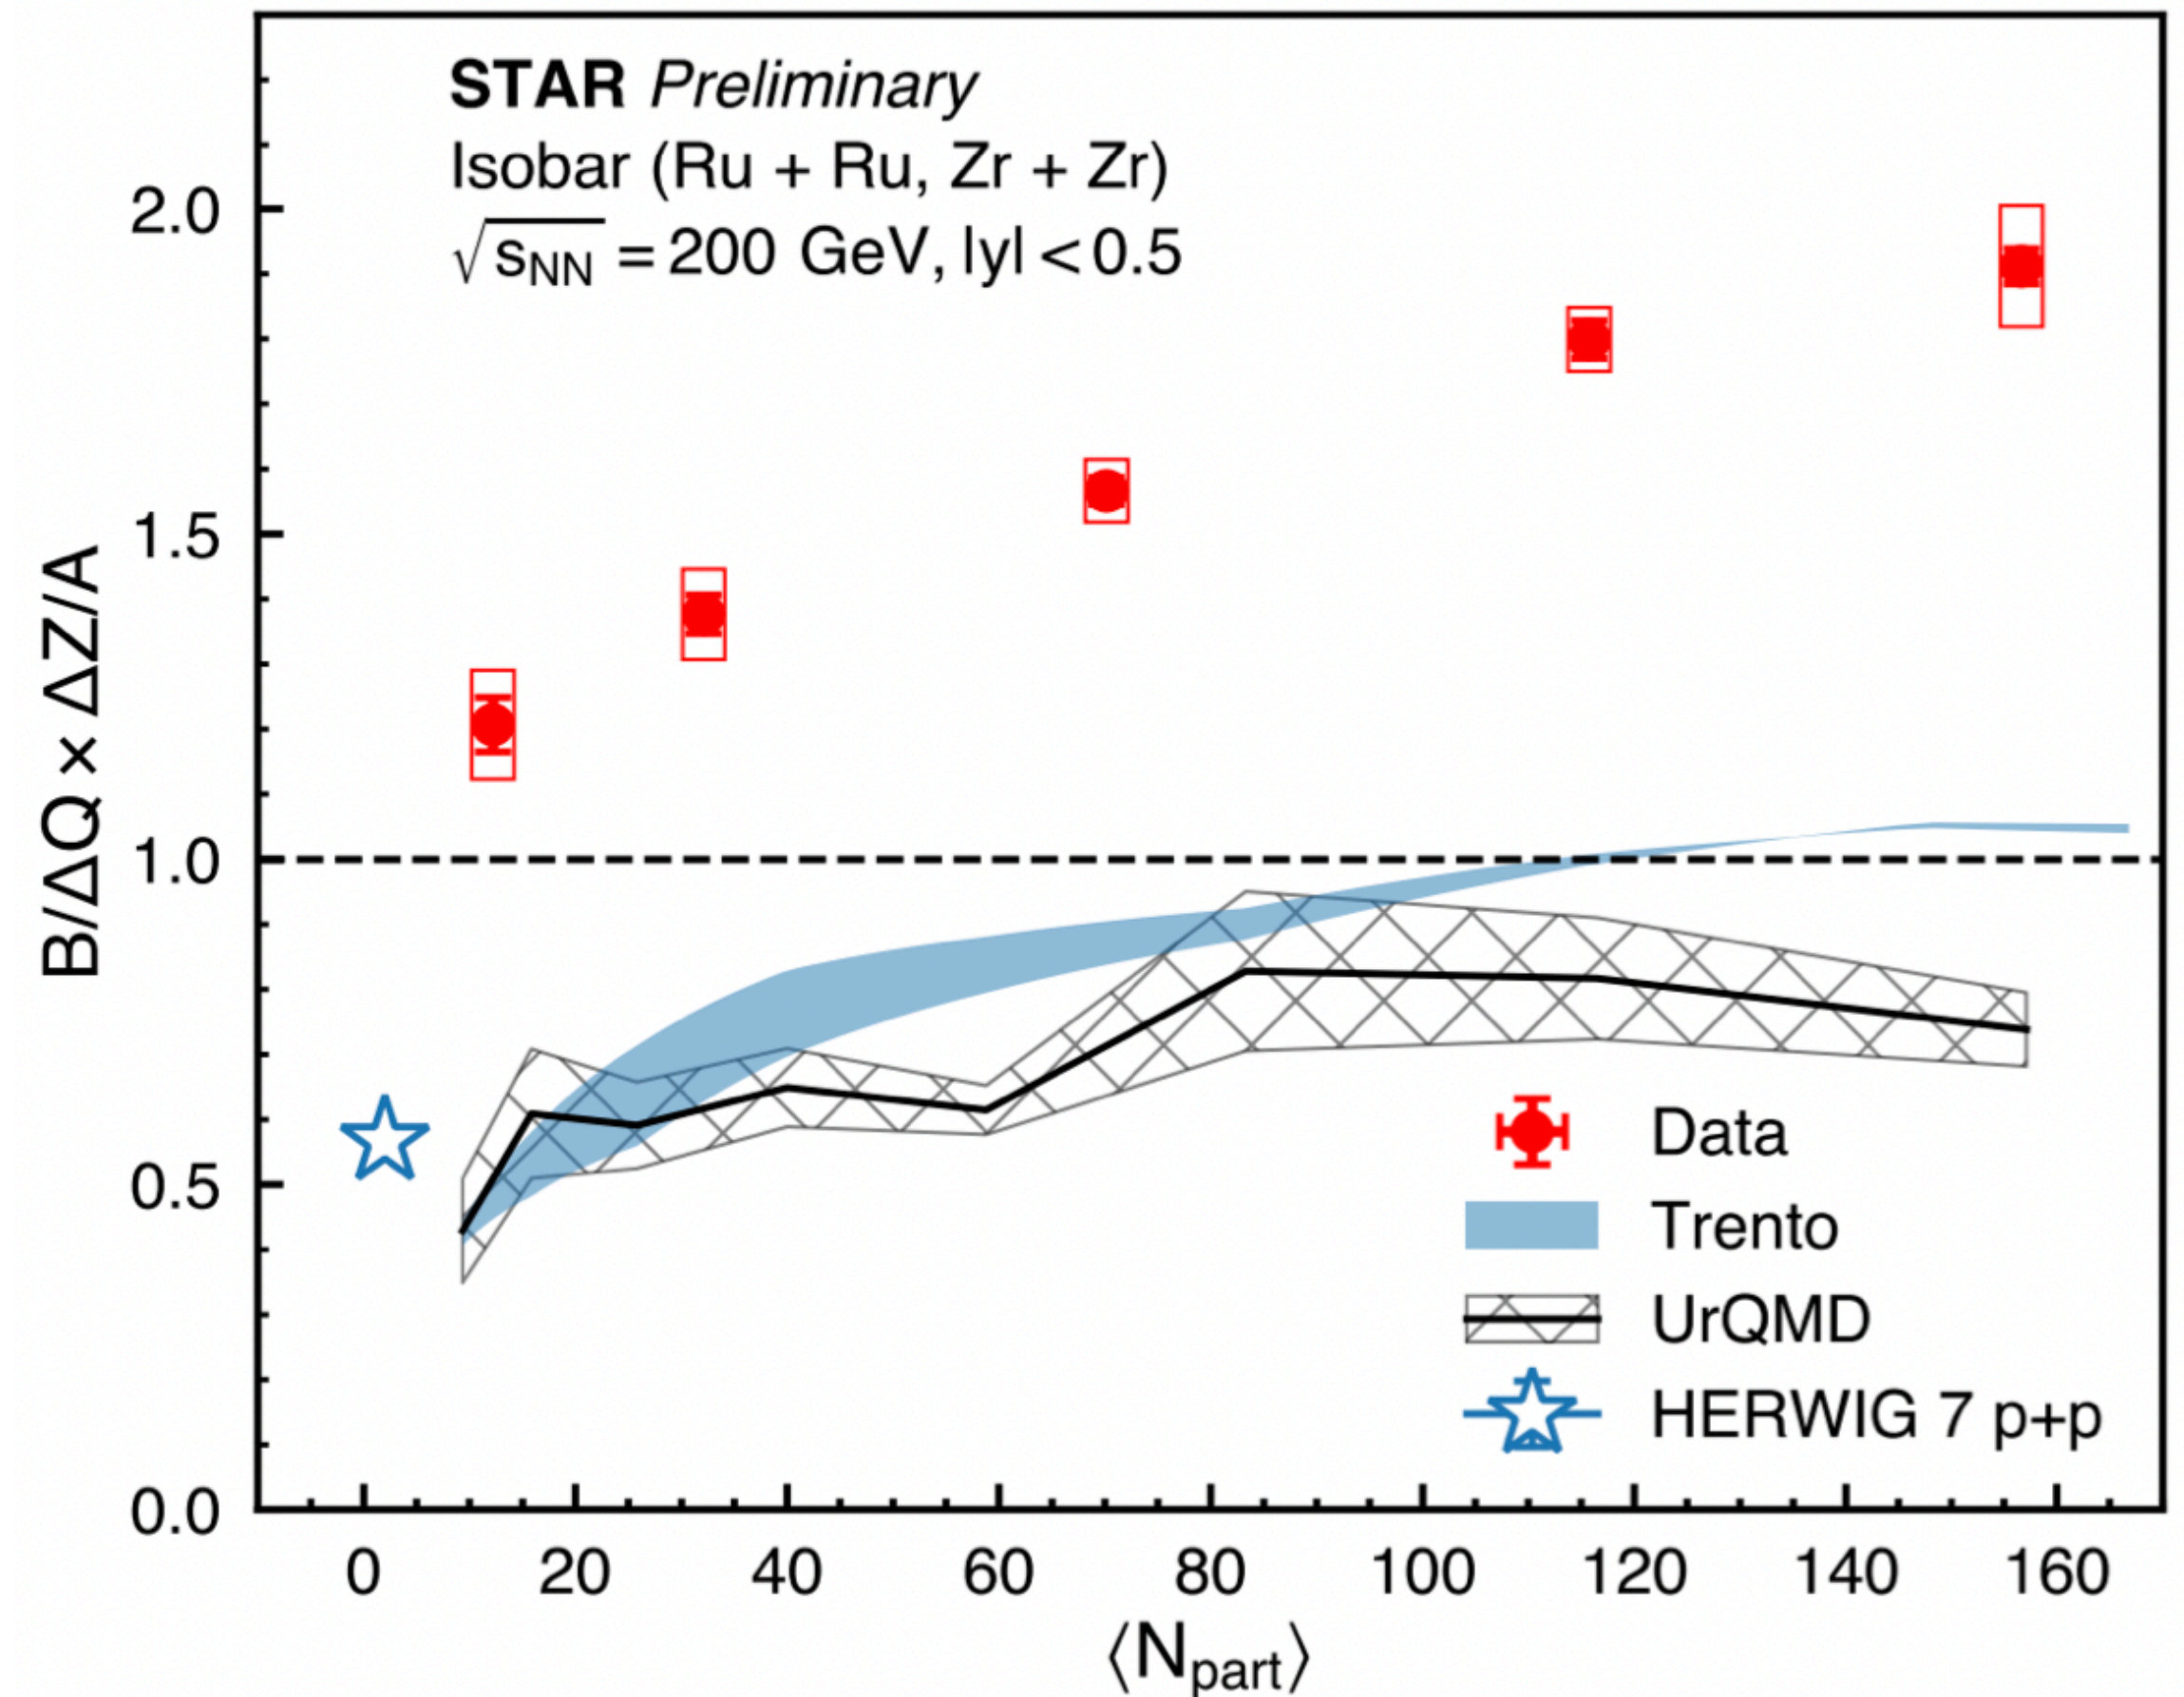 STAR Preliminary
Isobar (Ru + Ru, Zr + Zr)
√sNN = 200 GeV, |y| < 0.5
B/ΔQ × ΔZ/A
2.0
1.5
1.0
0.5
0.0
Data
Trento
UrQMD
HERWIG 7 p+p
0 20 40 60 80 100 120 140 160
⟨Npart⟩